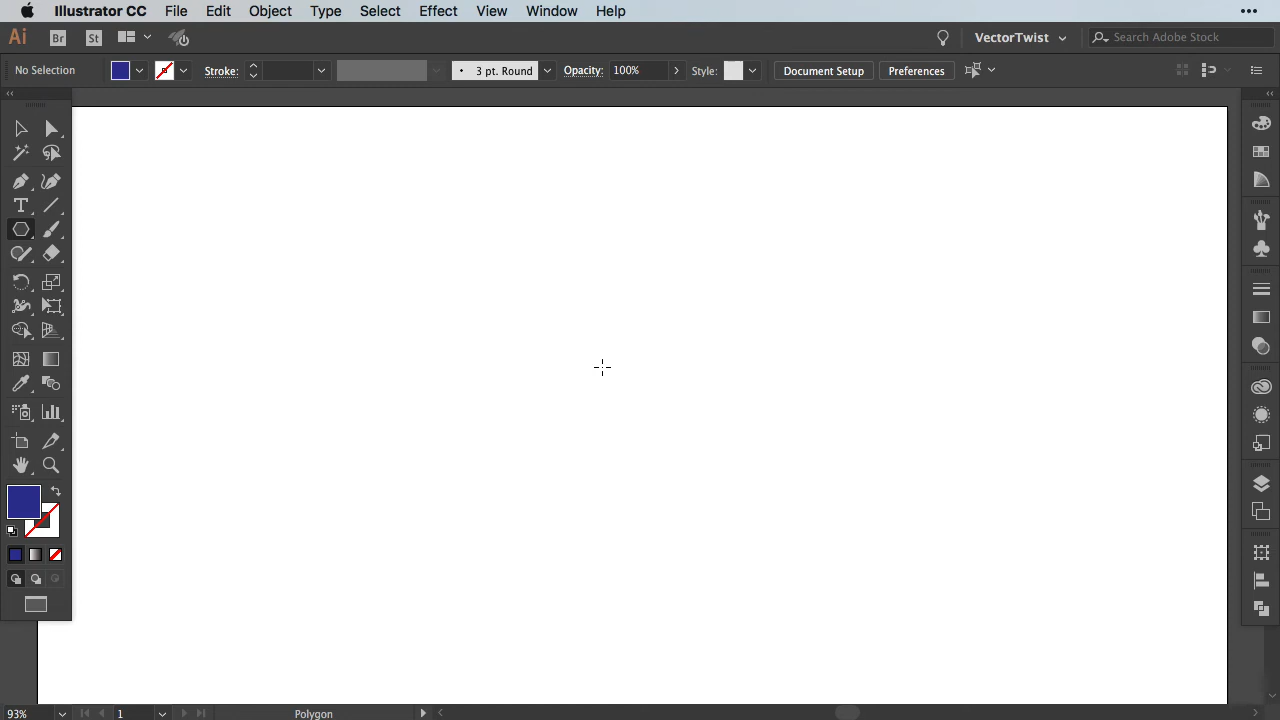 Illustrator CC File Edit Object Type Select Effect View Window Help
Ai Br St VectorTwist Search Adobe Stock
No Selection Stroke: 3 pt. Round Opacity: 100% Style: Document Setup Preferences
T
93% 1 Polygon